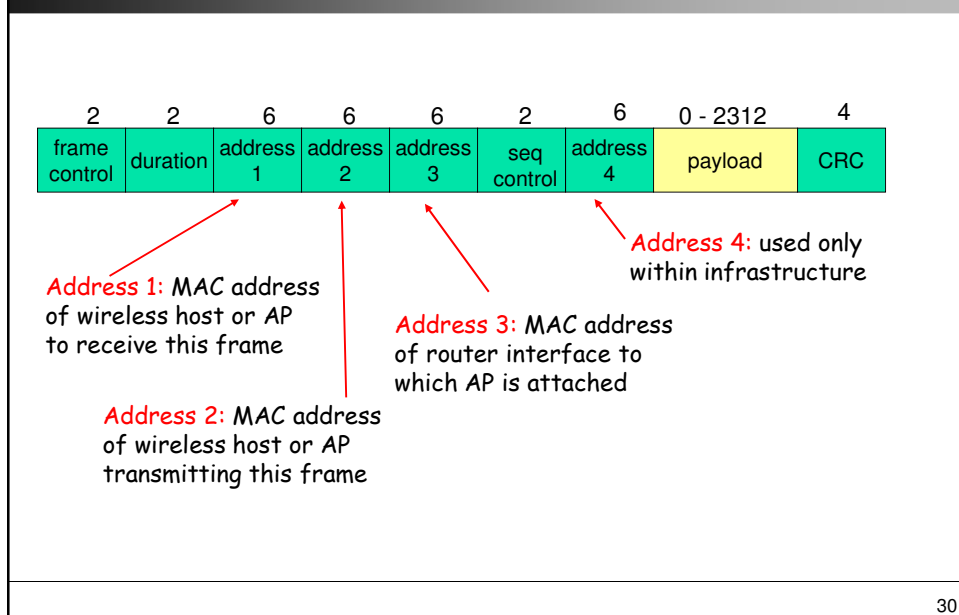 2 2 6 6 6 2 6 0 - 2312 4
frame control
duration
address 1
address 2
address 3
seq control
address 4
payload
CRC
Address 4: used only
within infrastructure
Address 1: MAC address
of wireless host or AP
to receive this frame
Address 3: MAC address
of router interface to
which AP is attached
Address 2: MAC address
of wireless host or AP
transmitting this frame
30